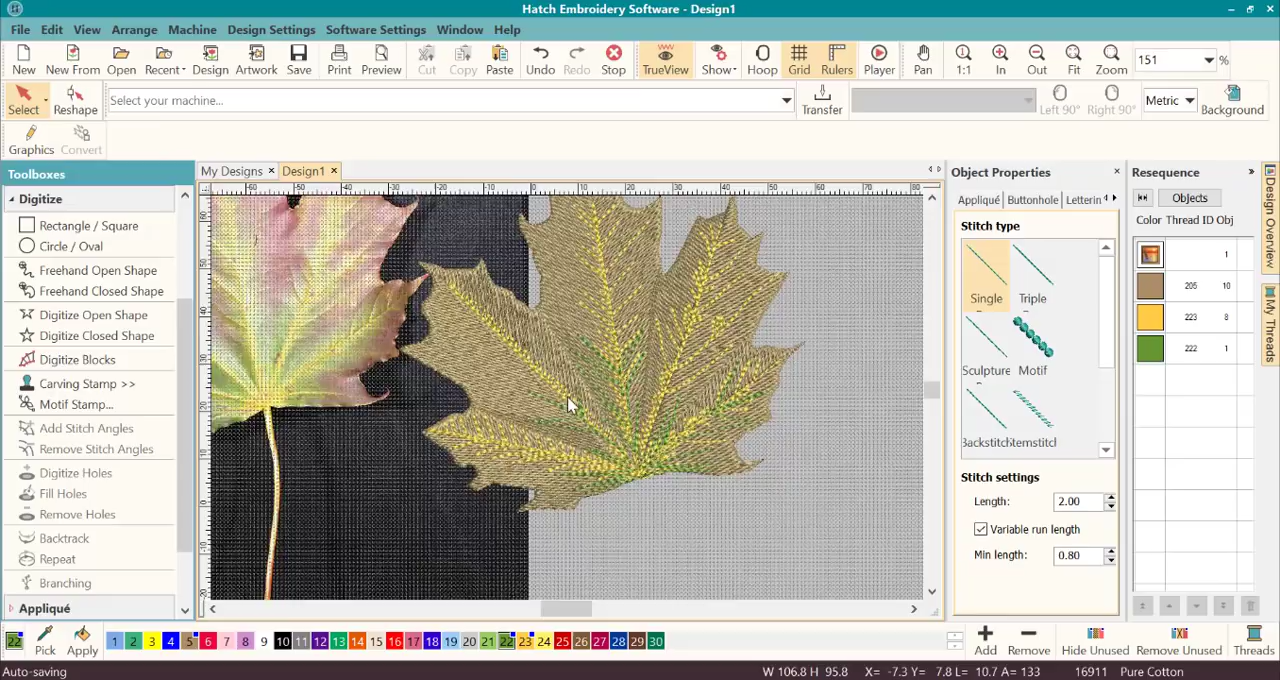 Hatch Embroidery Software - Design1
File Edit View Arrange Machine Design Settings Software Settings Window Help
New New From Open Recent Design Artwork Save Print Preview Cut Copy Paste Undo Redo Stop TrueView Show Hoop Grid Rulers Player Pan 1:1 In Out Fit Zoom 151 %
Select Reshape Select your machine... Transfer Left 90° Right 90° Metric Background
Graphics Convert
Toolboxes My Designs Design1 Object Properties Resequence
Digitize
Appliqué Buttonhole Letterin Objects
Rectangle / Square Stitch type Color Thread ID Obj
Circle / Oval 1
Freehand Open Shape
Freehand Closed Shape Single Triple 205 10
Digitize Open Shape 223 8
Digitize Closed Shape 222 1
Digitize Blocks
Carving Stamp >> Sculpture Motif
Motif Stamp...
Add Stitch Angles
Remove Stitch Angles Backstitch
Digitize Holes Stitch settings
Fill Holes Length: 2.00
Remove Holes
Backtrack Variable run length
Repeat Min length: 0.80
Branching
Appliqué
Design Overview
My Threads
22 Pick Apply 1 2 3 4 5 6 7 8 9 10 11 12 13 14 15 16 17 18 19 20 21 22 23 24 25 26 27 28 29 30 Add Remove Hide Unused Remove Unused Threads
Auto-saving W 106.8 H 95.8 X= -7.3 Y= 7.8 L= 10.7 A= 133 16911 Pure Cotton